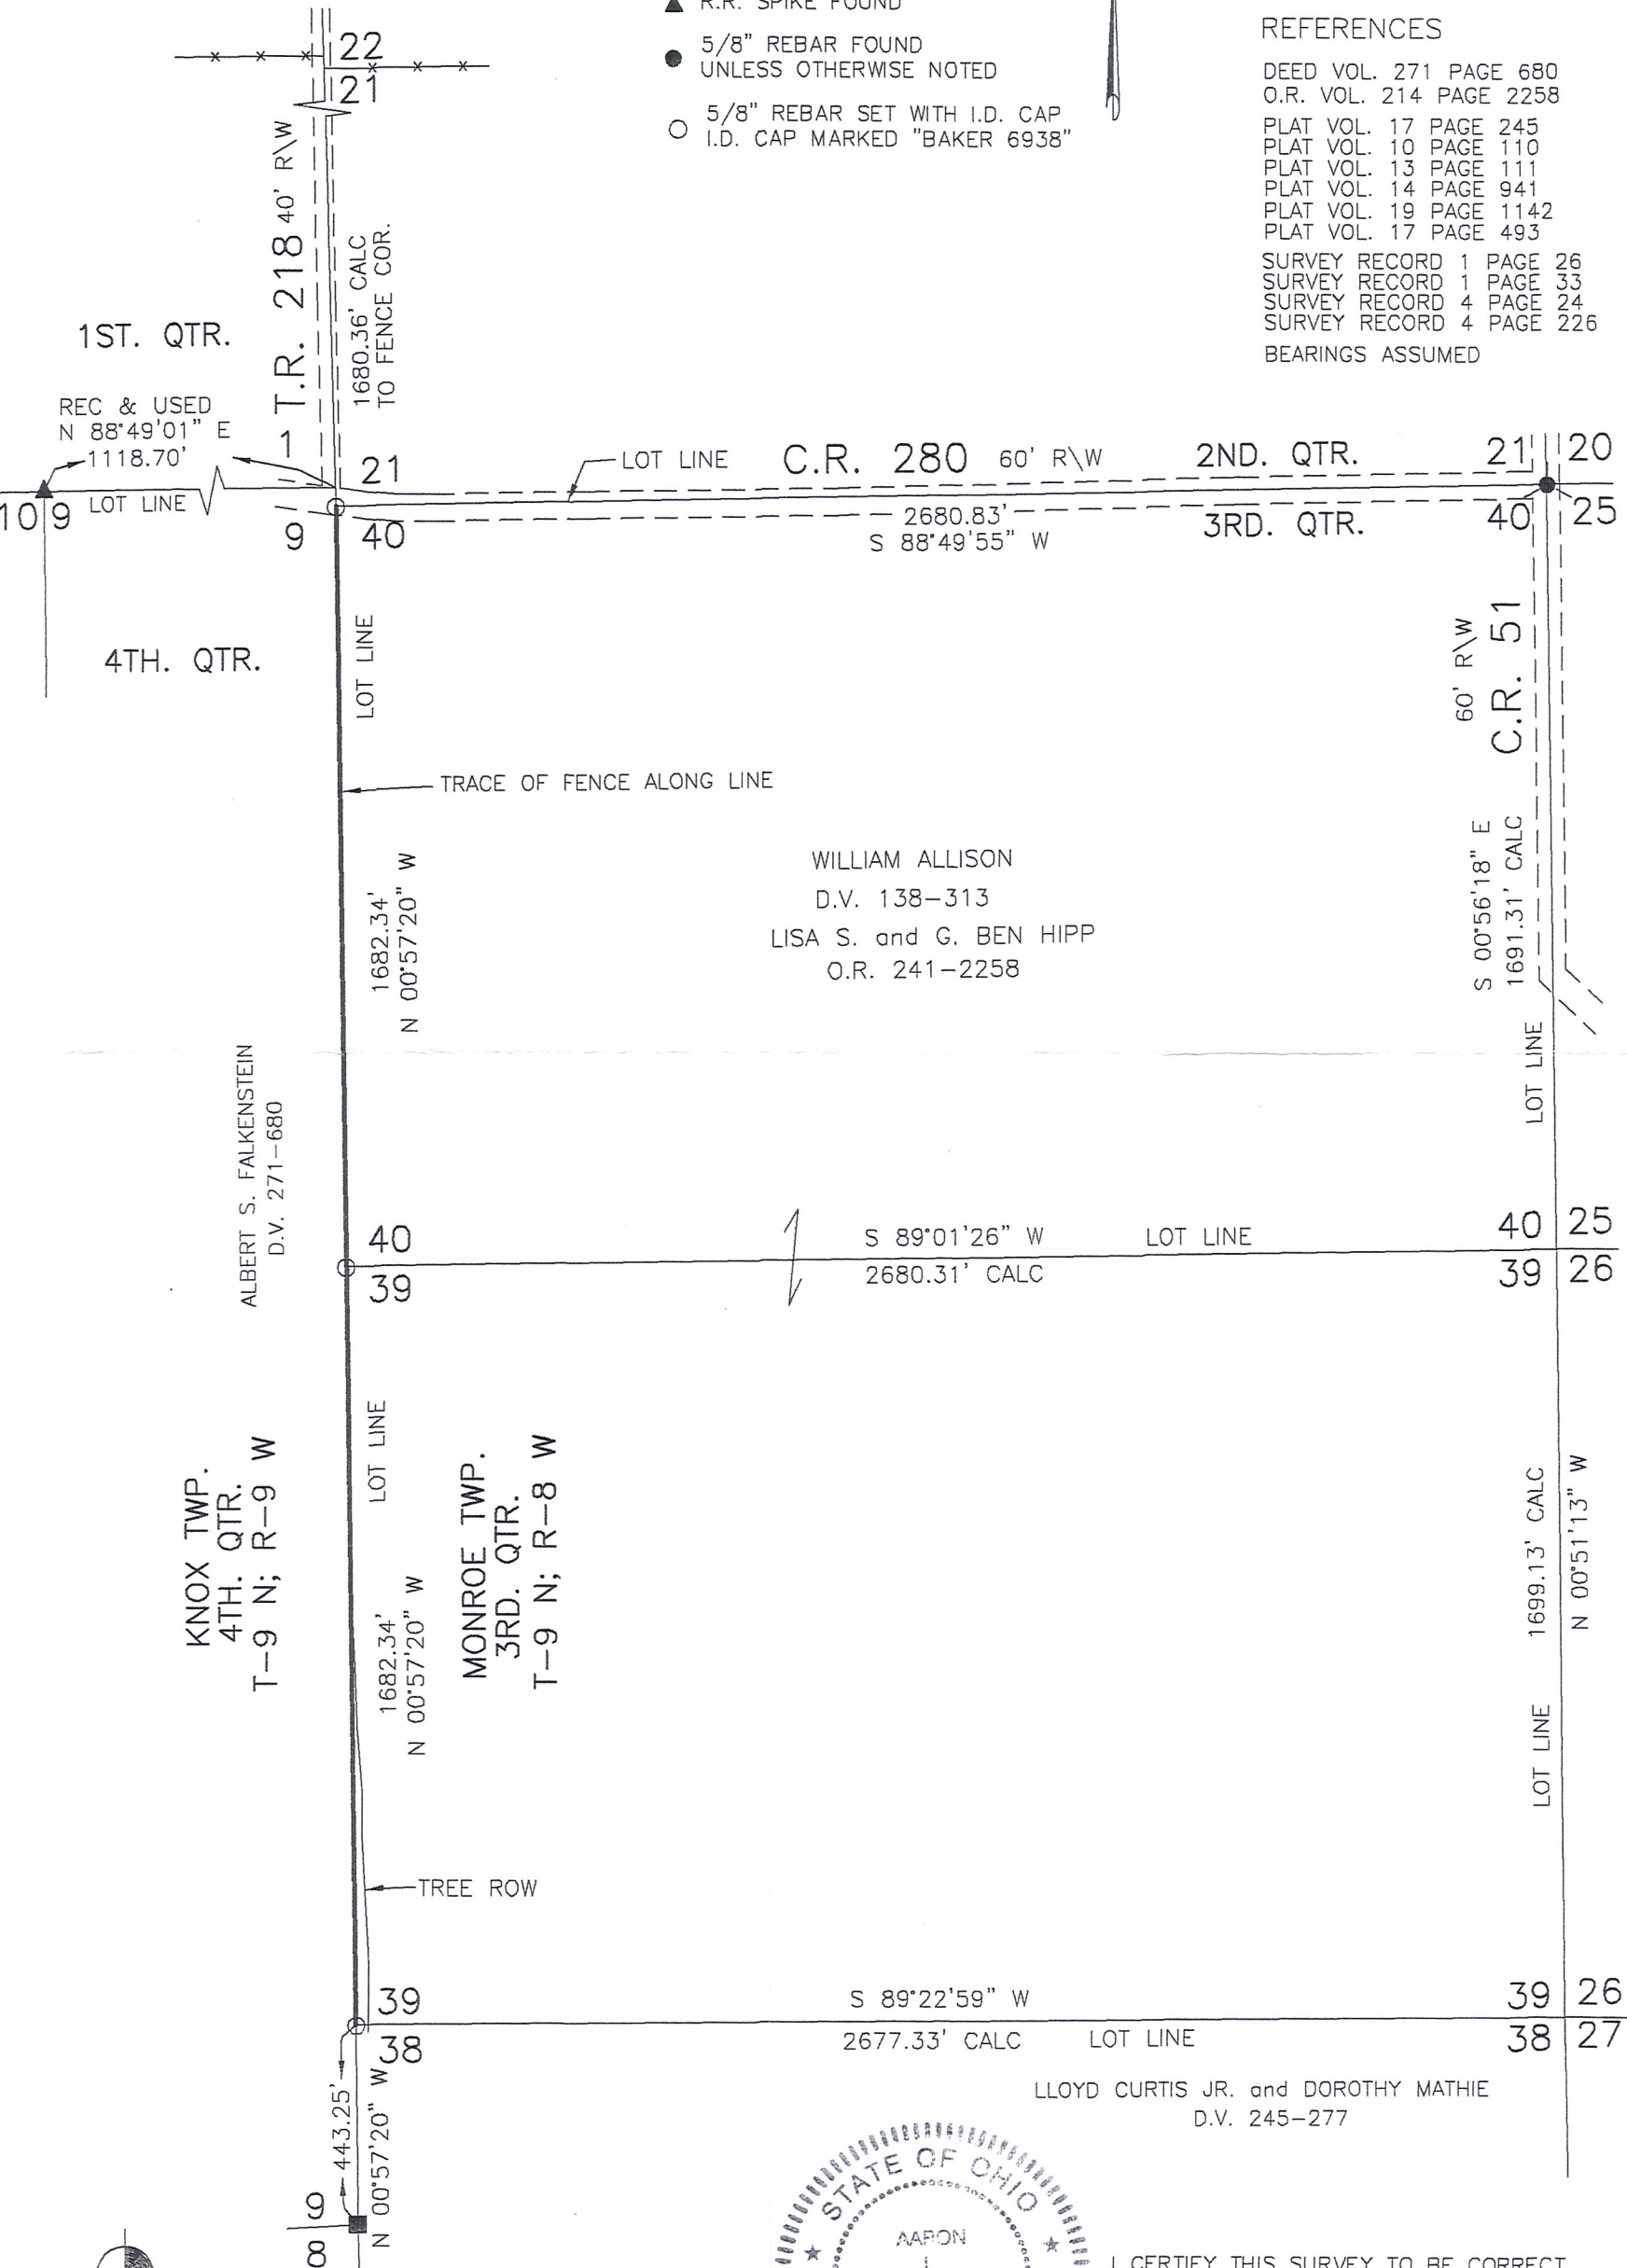 R.R. SPIKE FOUND
5/8" REBAR FOUND
UNLESS OTHERWISE NOTED
5/8" REBAR SET WITH I.D. CAP
I.D. CAP MARKED "BAKER 6938"
REFERENCES
DEED VOL. 271 PAGE 680
O.R. VOL. 214 PAGE 2258
PLAT VOL. 17 PAGE 245
PLAT VOL. 10 PAGE 110
PLAT VOL. 13 PAGE 111
PLAT VOL. 14 PAGE 941
PLAT VOL. 19 PAGE 1142
PLAT VOL. 17 PAGE 493
SURVEY RECORD 1 PAGE 26
SURVEY RECORD 1 PAGE 33
SURVEY RECORD 4 PAGE 24
SURVEY RECORD 4 PAGE 226
BEARINGS ASSUMED
22
21
T.R. 218 40' R\W
1680.36' CALC
TO FENCE COR.
1ST. QTR.
REC & USED
N 88°49'01" E
1118.70'
1
21
LOT LINE
C.R. 280 60' R\W
2ND. QTR.
21
20
LOT LINE
10
9
9
40
2680.83'
S 88°49'55" W
3RD. QTR.
40
25
4TH. QTR.
LOT LINE
60' R\W
C.R. 51
TRACE OF FENCE ALONG LINE
WILLIAM ALLISON
D.V. 138-313
LISA S. and G. BEN HIPP
O.R. 241-2258
1682.34'
N 00°57'20" W
S 00°56'18" E
1691.31' CALC
LOT LINE
ALBERT S. FALKENSTEIN
D.V. 271-680
40
39
S 89°01'26" W
2680.31' CALC
LOT LINE
40
25
39
26
LOT LINE
KNOX TWP.
4TH. QTR.
T-9 N; R-9 W
MONROE TWP.
3RD. QTR.
T-9 N; R-8 W
1682.34'
N 00°57'20" W
1699.13' CALC
N 00°51'13" W
LOT LINE
TREE ROW
39
38
S 89°22'59" W
2677.33' CALC
LOT LINE
39
26
38
27
LLOYD CURTIS JR. and DOROTHY MATHIE
D.V. 245-277
443.25'
N 00°57'20" W
9
8
STATE OF OHIO
AARON
L
I CERTIFY THIS SURVEY TO BE CORRECT